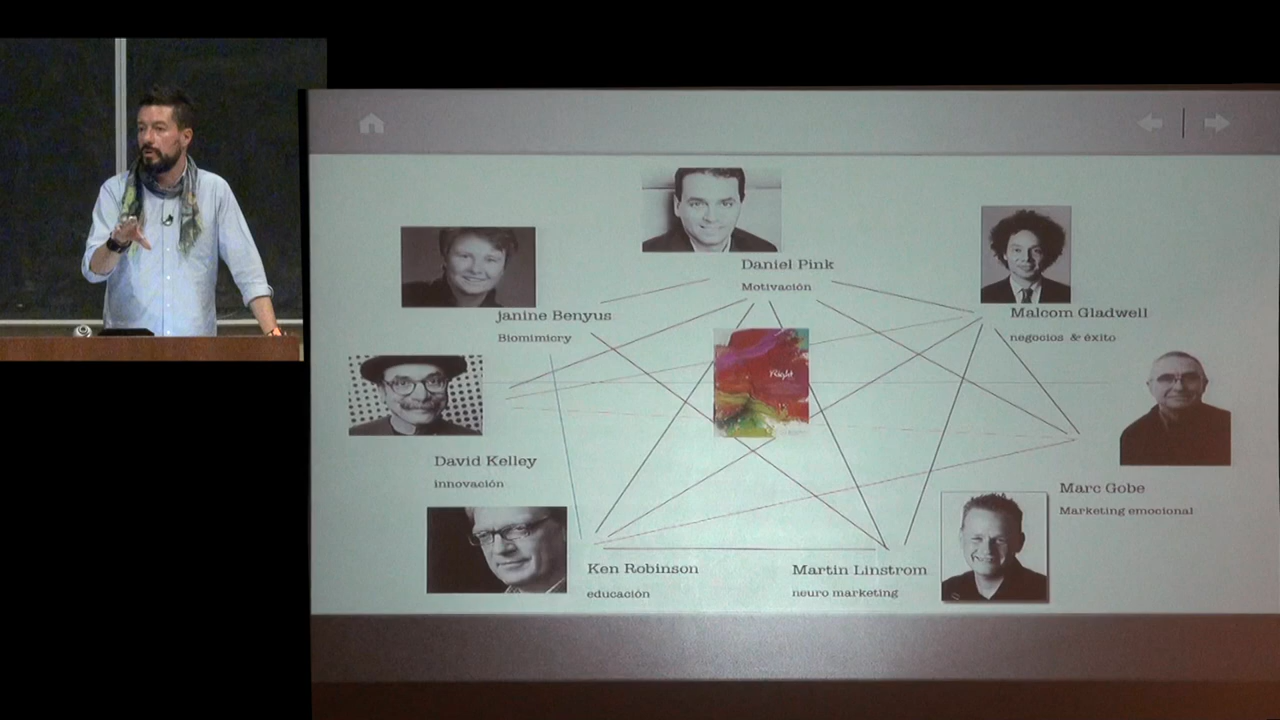 Daniel Pink
Motivación
janine Benyus
Biomimicry
Malcom Gladwell
negocios & éxito
Right
David Kelley
innovación
Marc Gobe
Marketing emocional
Ken Robinson
educación
Martin Linstrom
neuro marketing